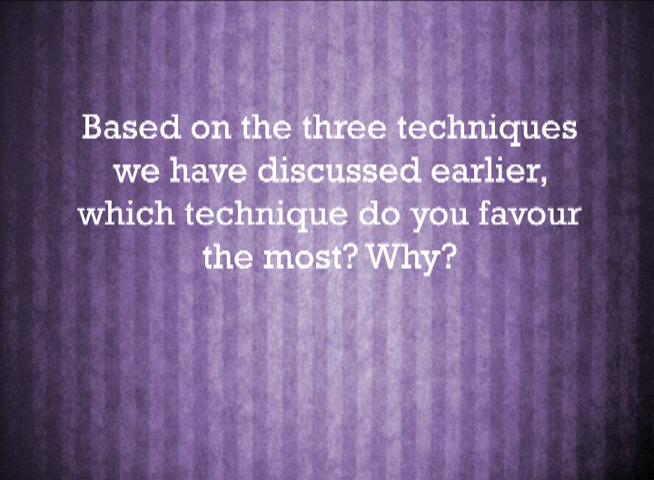 Based on the three techniques
we have discussed earlier,
which technique do you favour
the most? Why?